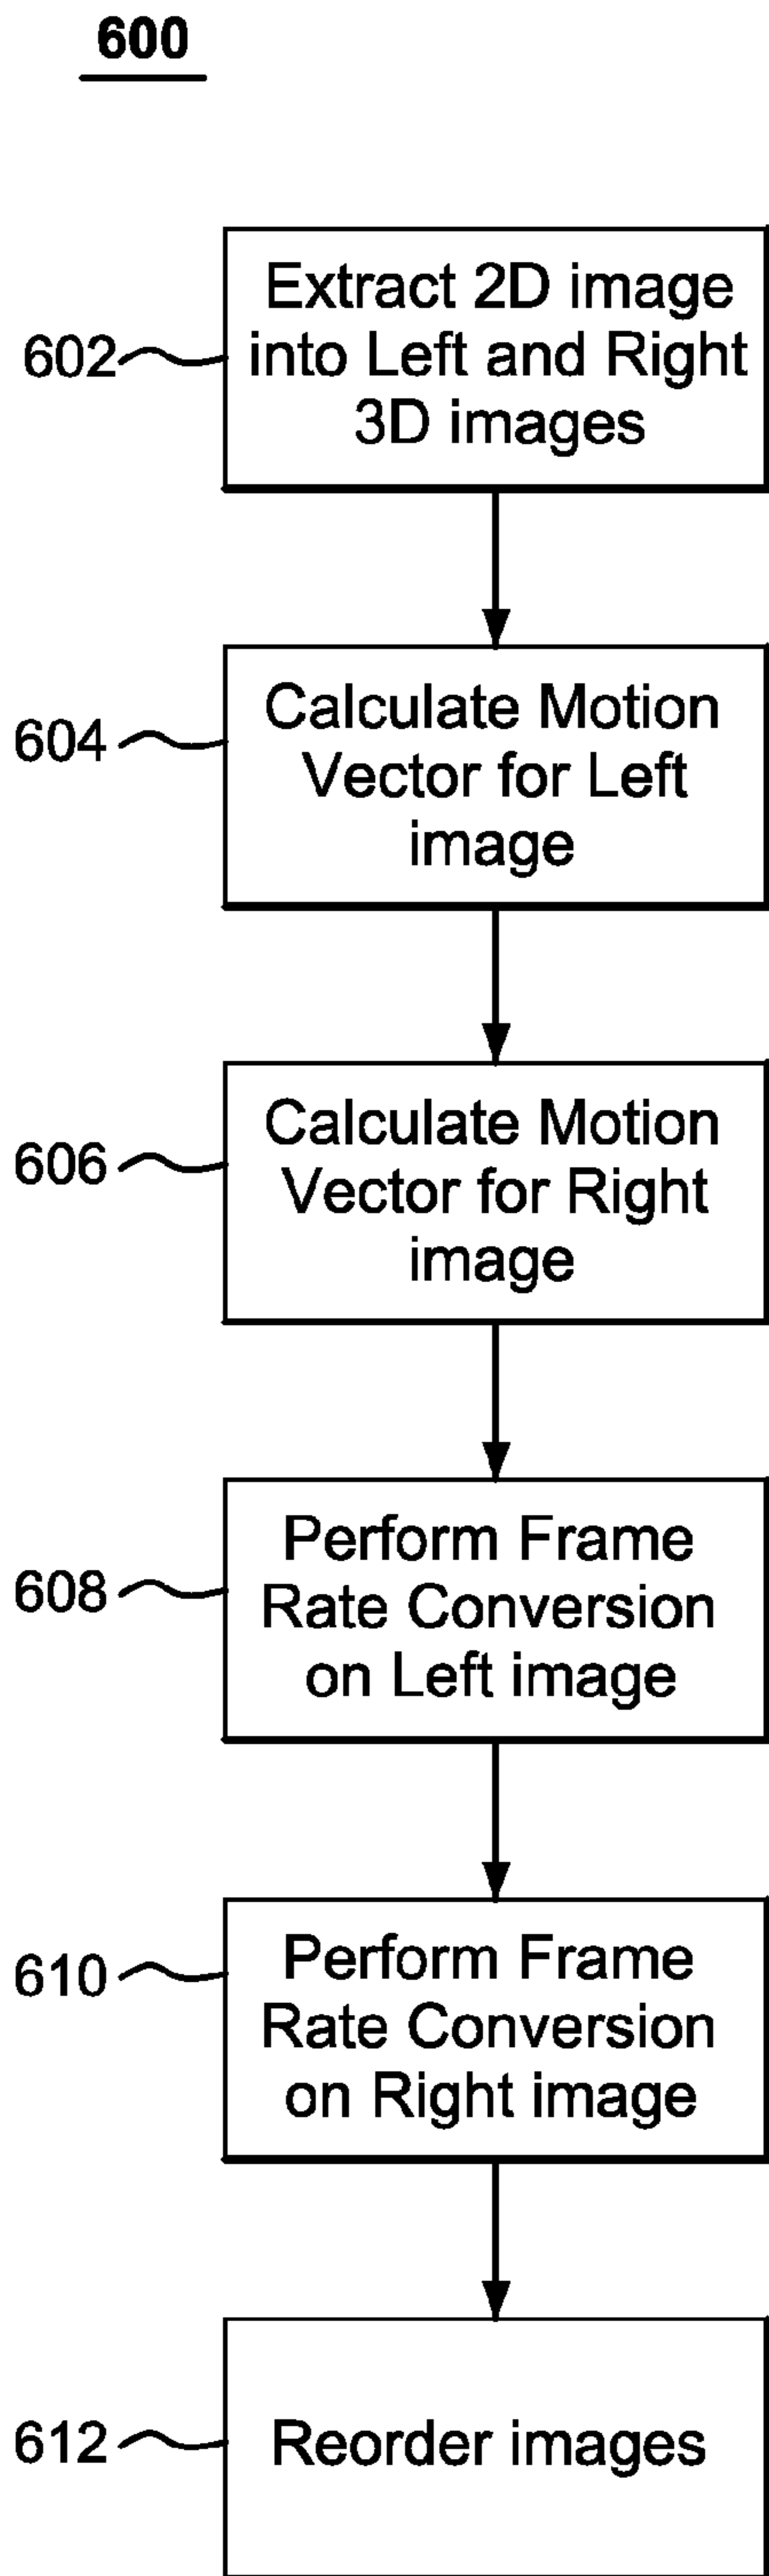 600
Extract 2D image
into Left and Right
3D images
602
Calculate Motion
Vector for Left
image
604
Calculate Motion
Vector for Right
image
606
Perform Frame
Rate Conversion
on Left image
608
Perform Frame
Rate Conversion
on Right image
610
Reorder images
612